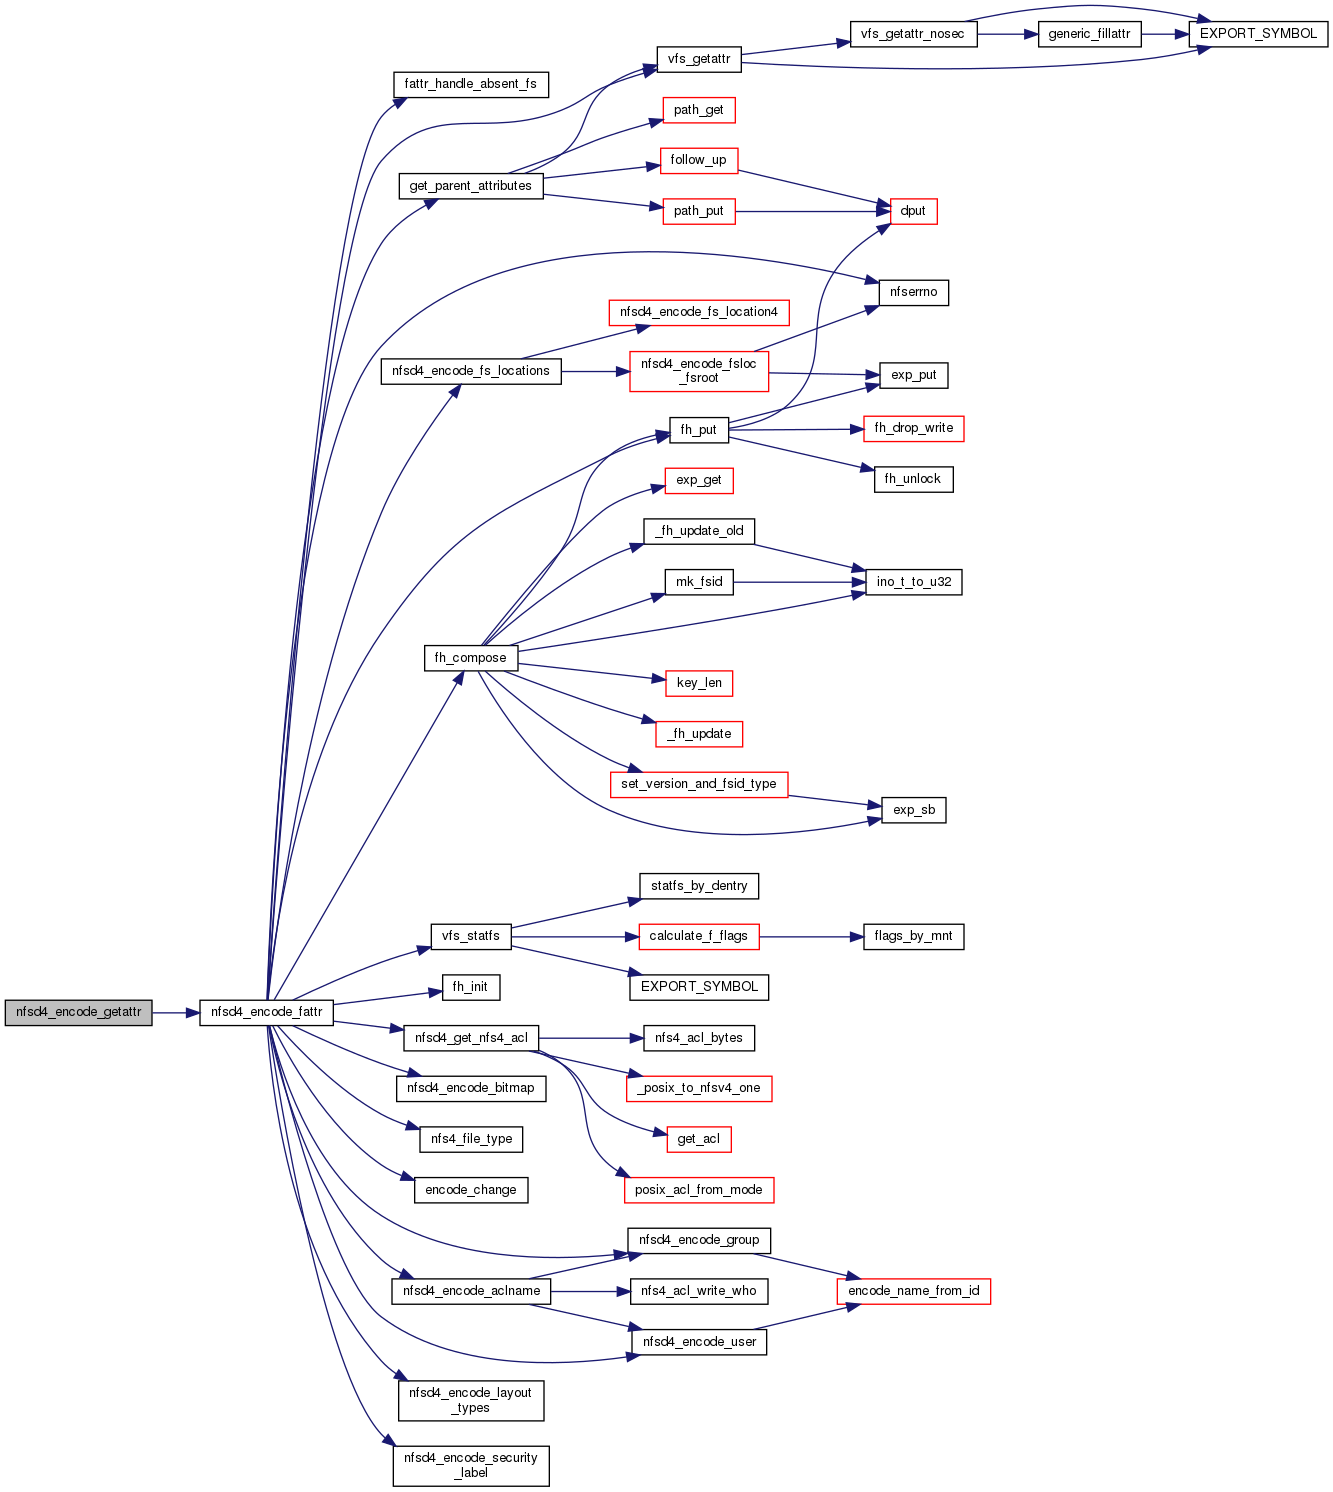 vfs_getattr_nosec
generic_fillattr
EXPORT_SYMBOL
vfs_getattr
fattr_handle_absent_fs
path_get
follow_up
get_parent_attributes
path_put
dput
nfserrno
nfsd4_encode_fs_location4
nfsd4_encode_fs_locations
nfsd4_encode_fsloc
_fsroot
exp_put
fh_put
fh_drop_write
exp_get
fh_unlock
_fh_update_old
mk_fsid
ino_t_to_u32
fh_compose
key_len
_fh_update
set_version_and_fsid_type
exp_sb
statfs_by_dentry
vfs_statfs
calculate_f_flags
flags_by_mnt
fh_init
EXPORT_SYMBOL
nfsd4_encode_getattr
nfsd4_encode_fattr
nfsd4_get_nfs4_acl
nfs4_acl_bytes
nfsd4_encode_bitmap
_posix_to_nfsv4_one
nfs4_file_type
get_acl
encode_change
posix_acl_from_mode
nfsd4_encode_group
nfsd4_encode_aclname
nfs4_acl_write_who
encode_name_from_id
nfsd4_encode_user
nfsd4_encode_layout
_types
nfsd4_encode_security
_label